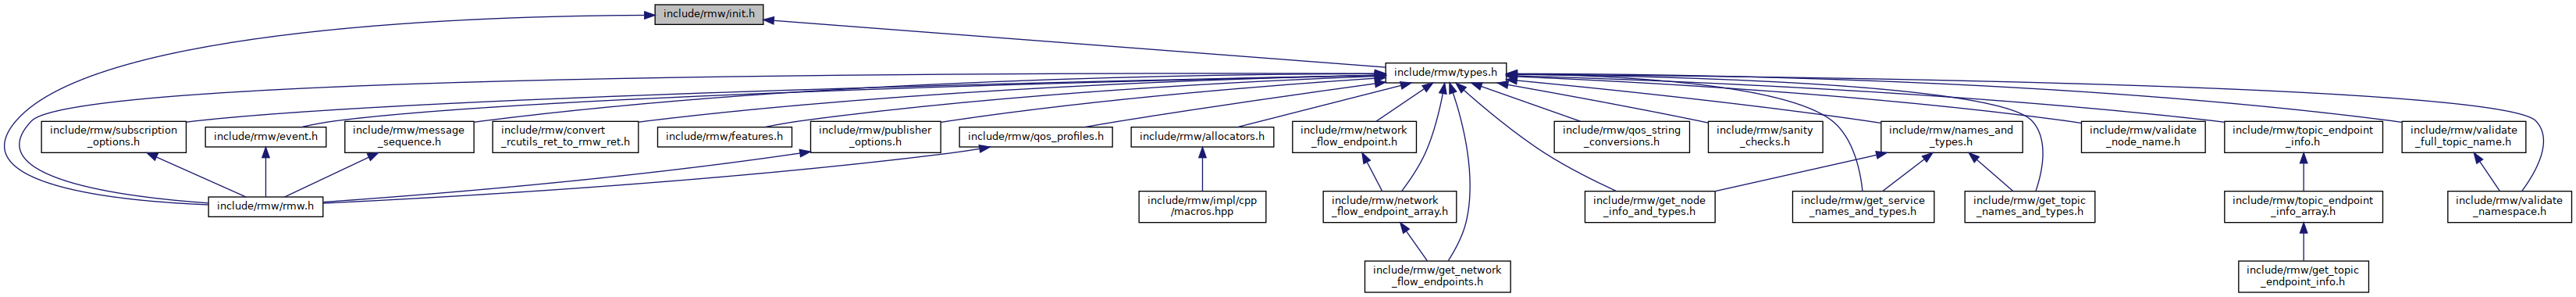 include/rmw/init.h
include/rmw/types.h
include/rmw/subscription
_options.h
include/rmw/event.h
include/rmw/message
_sequence.h
include/rmw/convert
_rcutils_ret_to_rmw_ret.h
include/rmw/features.h
include/rmw/publisher
_options.h
include/rmw/qos_profiles.h
include/rmw/allocators.h
include/rmw/network
_flow_endpoint.h
include/rmw/qos_string
_conversions.h
include/rmw/sanity
_checks.h
include/rmw/names_and
_types.h
include/rmw/validate
_node_name.h
include/rmw/topic_endpoint
_info.h
include/rmw/validate
_full_topic_name.h
include/rmw/rmw.h
include/rmw/impl/cpp
/macros.hpp
include/rmw/network
_flow_endpoint_array.h
include/rmw/get_node
_info_and_types.h
include/rmw/get_service
_names_and_types.h
include/rmw/get_topic
_names_and_types.h
include/rmw/topic_endpoint
_info_array.h
include/rmw/validate
_namespace.h
include/rmw/get_network
_flow_endpoints.h
include/rmw/get_topic
_endpoint_info.h